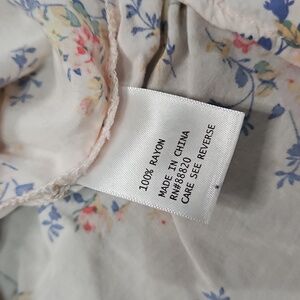 100% RAYON
MADE IN CHINA
RN#88820
CARE SEE REVERSE